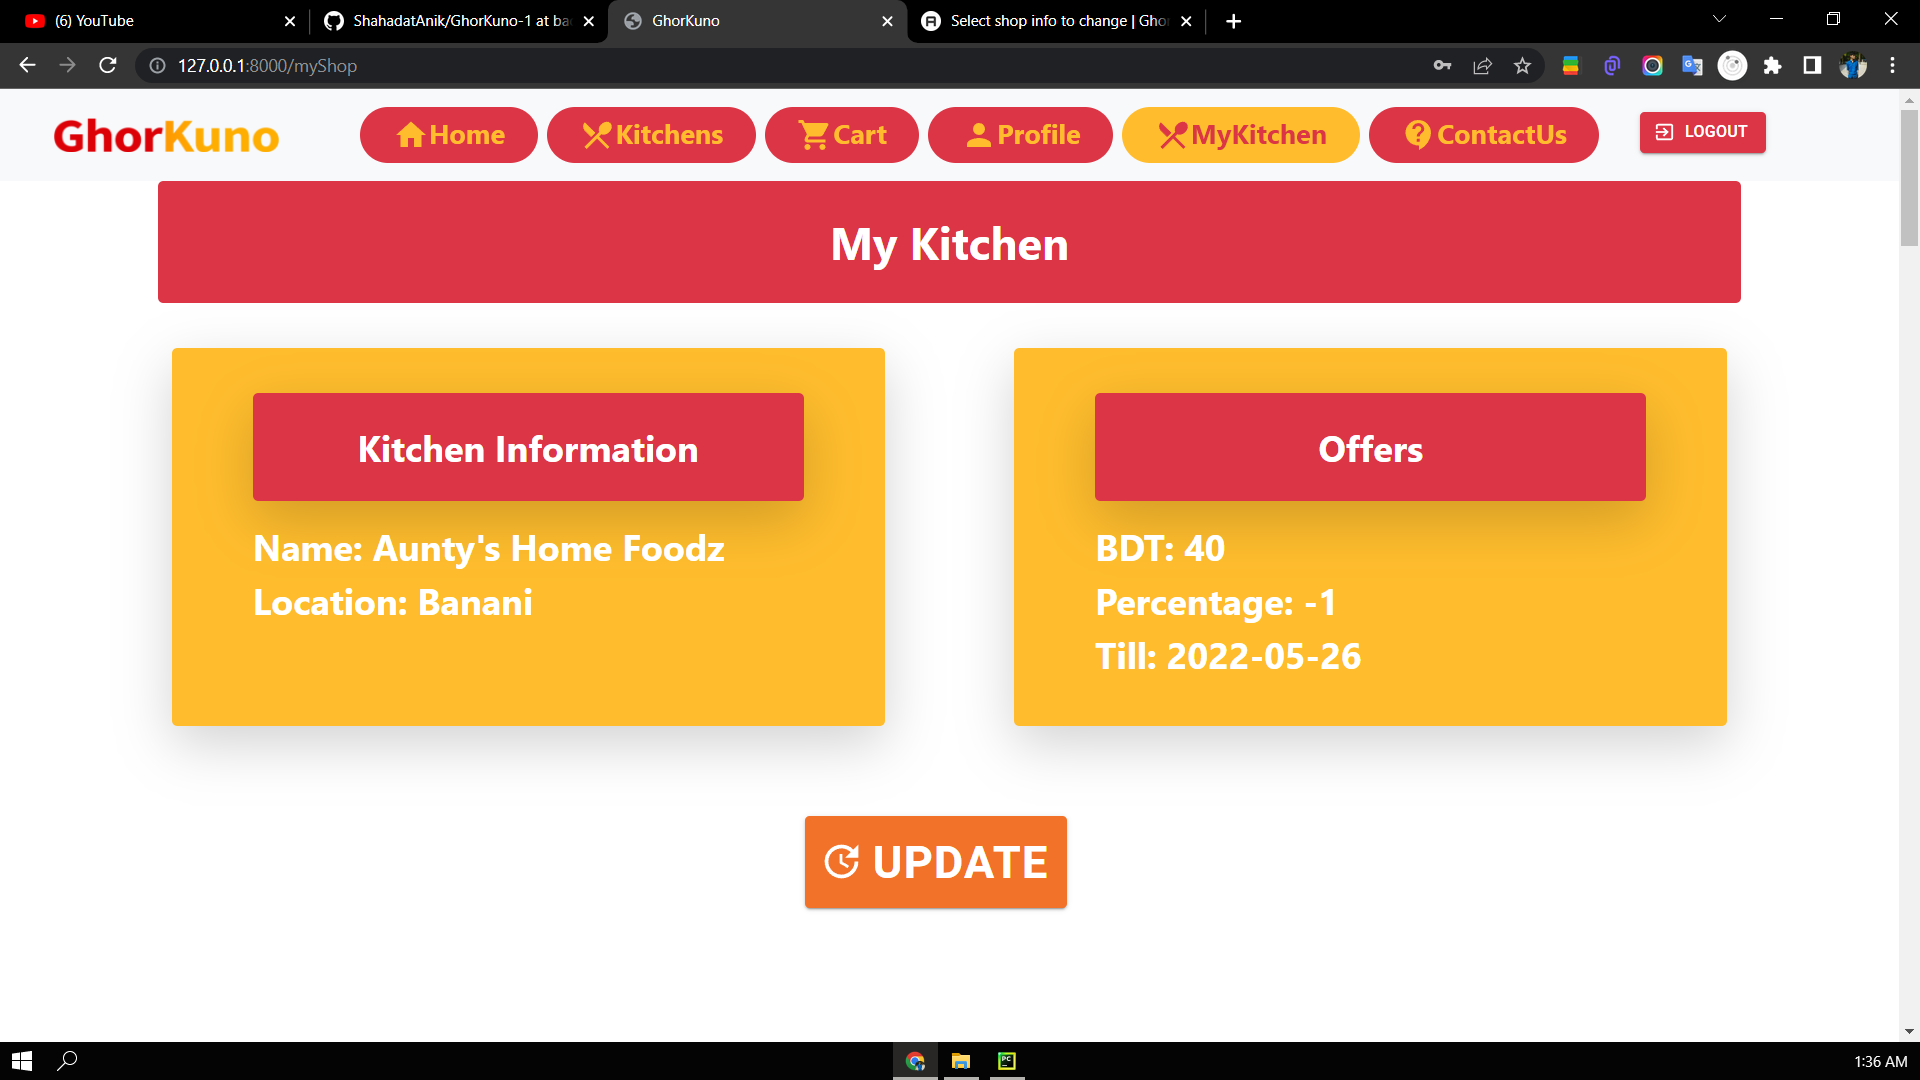 (6) YouTube
ShahadatAnik/GhorKuno-1 at ba
GhorKuno
Select shop info to change | Gho
127.0.0.1:8000/myShop
GhorKuno
Home
Kitchens
Cart
Profile
MyKitchen
ContactUs
LOGOUT
My Kitchen
Kitchen Information
Name: Aunty's Home Foodz
Location: Banani
Offers
BDT: 40
Percentage: -1
Till: 2022-05-26
UPDATE
1:36 AM